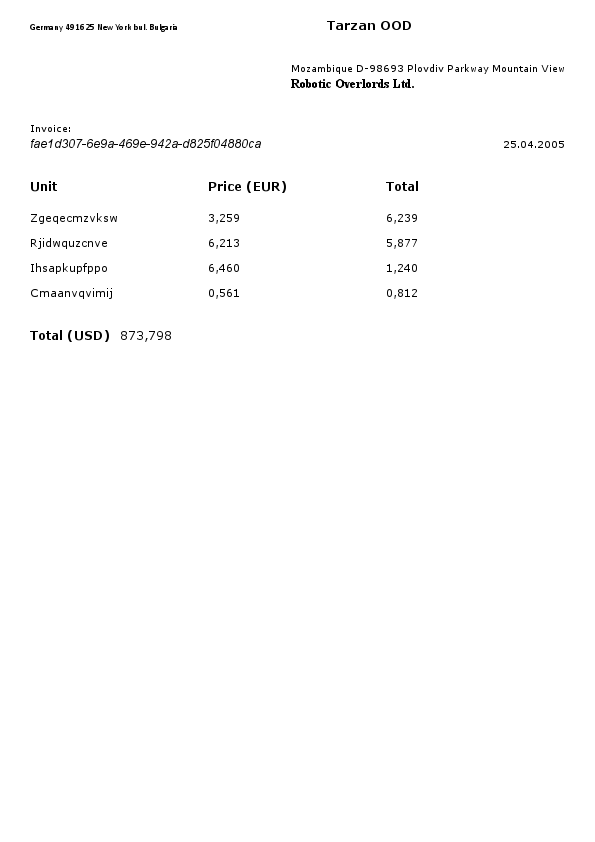 Germany 491625 New York bul. Bulgaria
Tarzan OOD
Mozambique D-98693 Plovdiv Parkway Mountain View
Robotic Overlords Ltd.
Invoice:
fae1d307-6e9a-469e-942a-d825f04880ca
25.04.2005
Unit Price (EUR) Total
Zgeqecmzvksw 3,259 6,239
Rjidwquzcnve 6,213 5,877
Ihsapkupfppo 6,460 1,240
Cmaanvqvimij 0,561 0,812
Total (USD) 873,798